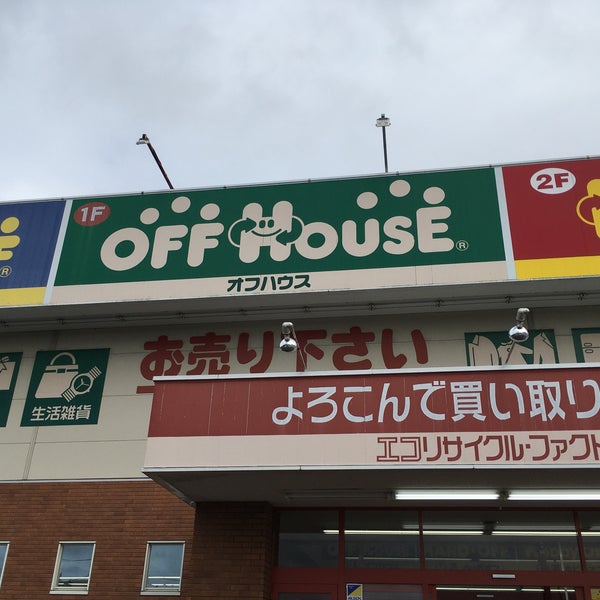 1F
OFF HOUSE®
オフハウス
2F
お売り下さい
生活雑貨
よろこんで買い取り
エコリサイクル・ファクト